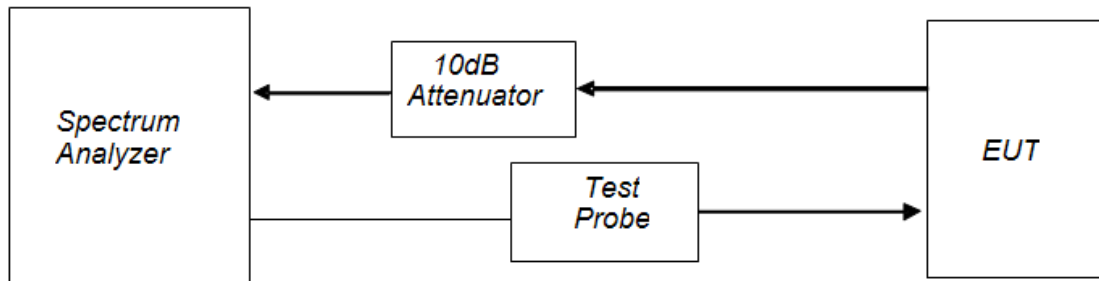 10dB
Attenuator
Spectrum
Analyzer
EUT
Test
Probe